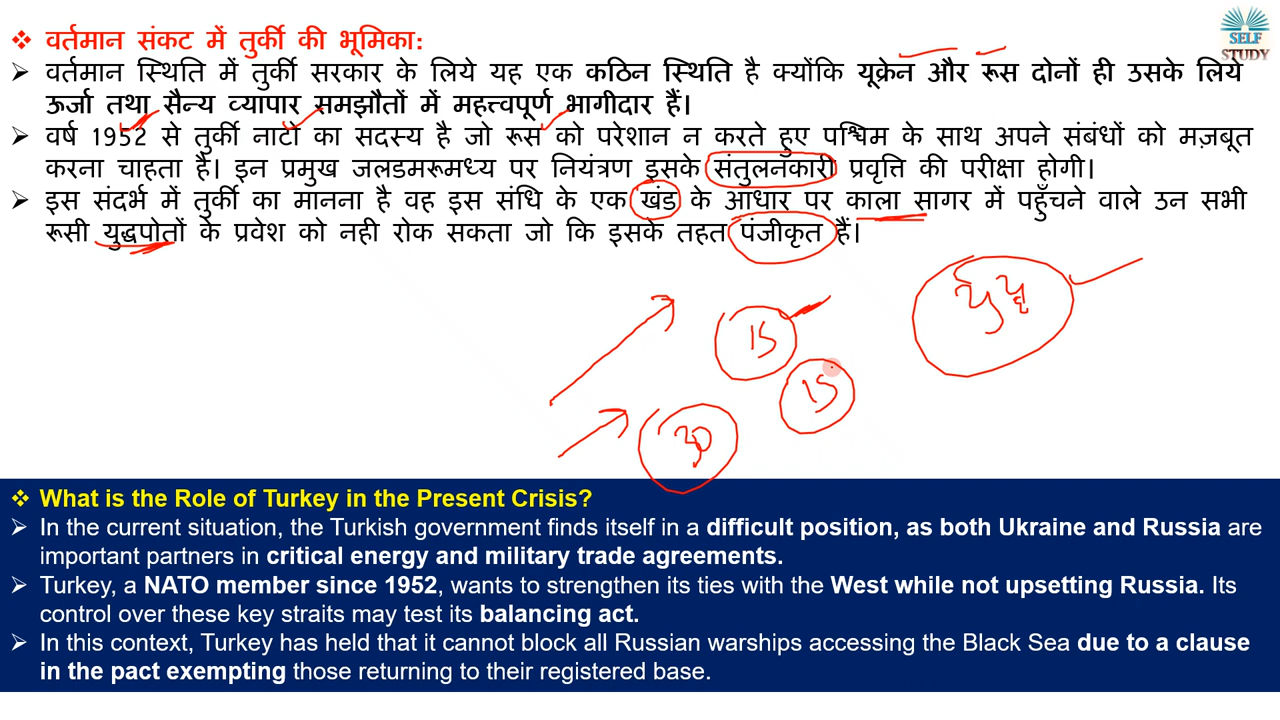 SELF
STUDY
❖ वर्तमान संकट में तुर्की की भूमिका:
➢ वर्तमान स्थिति में तुर्की सरकार के लिये यह एक कठिन स्थिति है क्योंकि यूक्रेन और रूस दोनों ही उसके लिये
ऊर्जा तथा सैन्य व्यापार समझौतों में महत्त्वपूर्ण भागीदार हैं।
➢ वर्ष 1952 से तुर्की नाटो का सदस्य है जो रूस को परेशान न करते हुए पश्चिम के साथ अपने संबंधों को मज़बूत
करना चाहता है। इन प्रमुख जलडमरूमध्य पर नियंत्रण इसके संतुलनकारी प्रवृत्ति की परीक्षा होगी।
➢ इस संदर्भ में तुर्की का मानना है वह इस संधि के एक खंड के आधार पर काला सागर में पहुँचने वाले उन सभी
रूसी युद्धपोतों के प्रवेश को नही रोक सकता जो कि इसके तहत पंजीकृत हैं।
युद्ध
15
15
30
❖ What is the Role of Turkey in the Present Crisis?
➢ In the current situation, the Turkish government finds itself in a difficult position, as both Ukraine and Russia are
important partners in critical energy and military trade agreements.
➢ Turkey, a NATO member since 1952, wants to strengthen its ties with the West while not upsetting Russia. Its
control over these key straits may test its balancing act.
➢ In this context, Turkey has held that it cannot block all Russian warships accessing the Black Sea due to a clause
in the pact exempting those returning to their registered base.